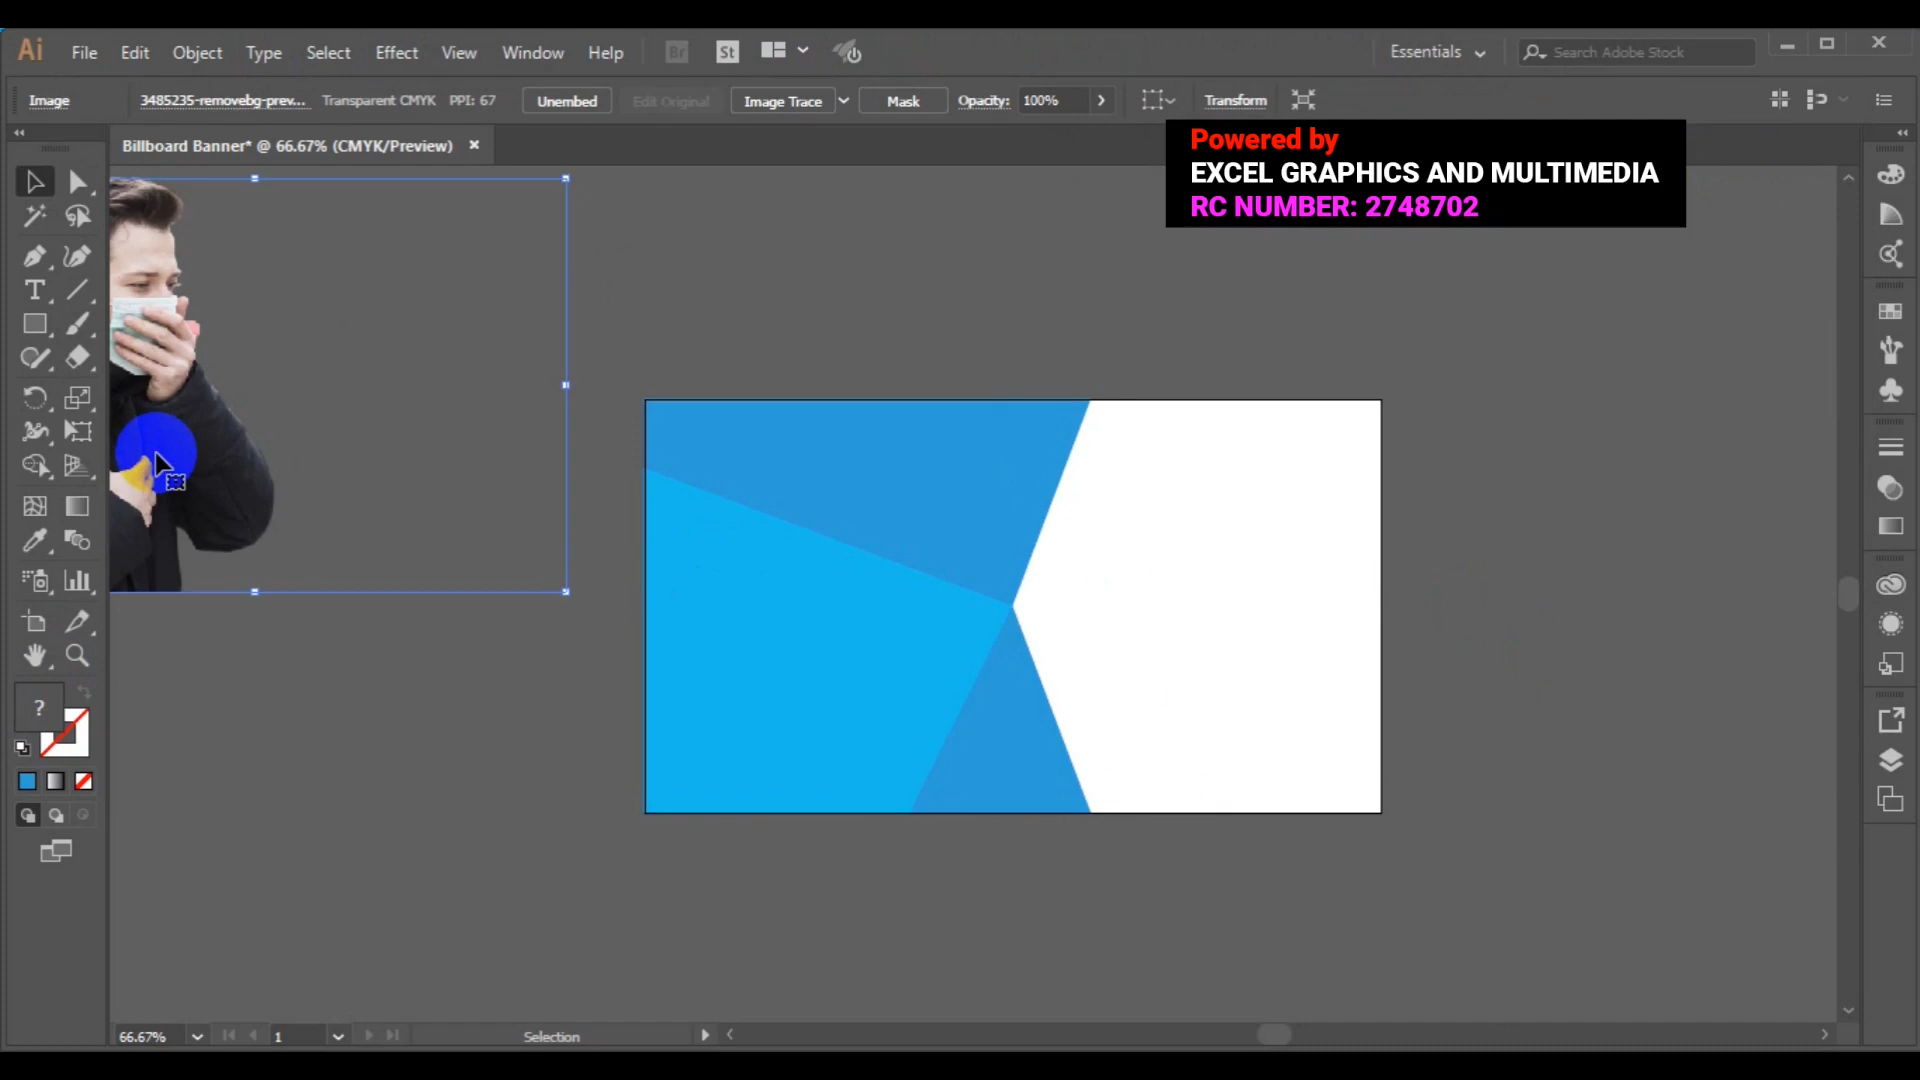 Ai File Edit Object Type Select Effect View Window Help Br St Essentials Search Adobe Stock
Image 3485235-removebg-prev... Transparent CMYK PPI: 67 Unembed Edit Original Image Trace Mask Opacity: 100% Transform
Billboard Banner* @ 66.67% (CMYK/Preview)
Powered by
EXCEL GRAPHICS AND MULTIMEDIA
RC NUMBER: 2748702
?
66.67% 1 Selection